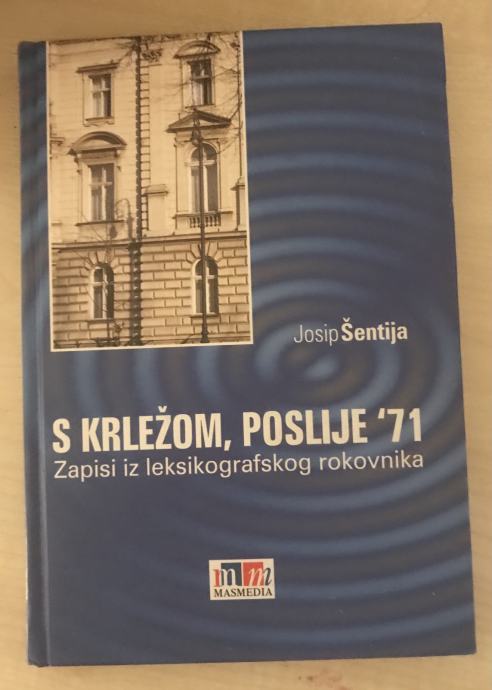 Josip Šentija
S KRLEŽOM, POSLIJE '71
Zapisi iz leksikografskog rokovnika
mm
MASMEDIA